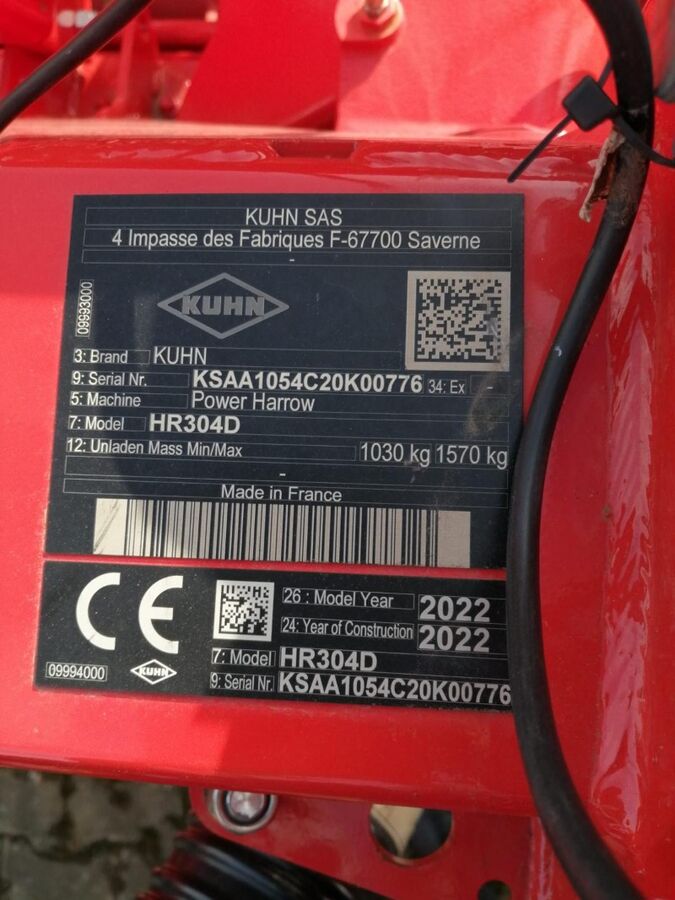 KUHN SAS
4 Impasse des Fabriques F-67700 Saverne
-
09993000
KUHN
3: Brand KUHN
9: Serial Nr. KSAA1054C20K00776 34: Ex -
5: Machine Power Harrow
7: Model HR304D
12: Unladen Mass Min/Max 1030 kg 1570 kg
-
Made in France
CE
26 : Model Year 2022
24: Year of Construction 2022
7: Model HR304D
9: Serial Nr. KSAA1054C20K00776
09994000
KUHN